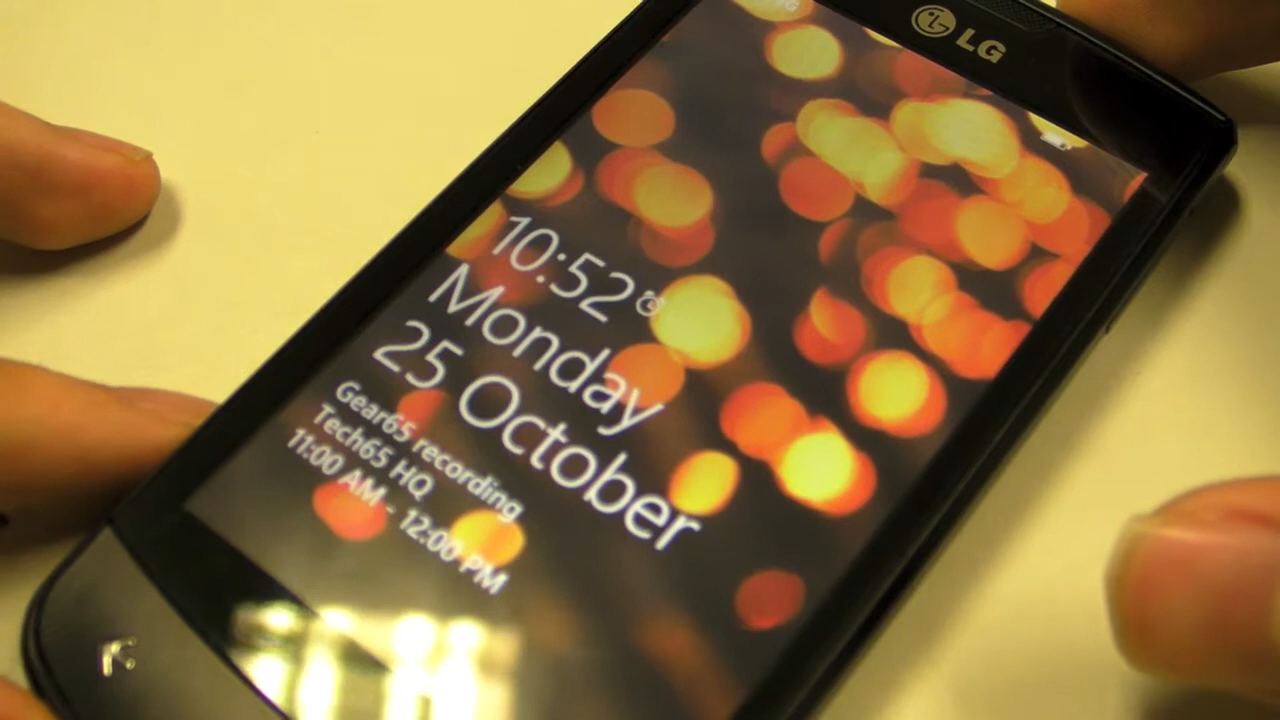 LG
10:52
Monday
25 October
Gear65 recording
Tech65 HQ
11:00 AM - 12:00 PM